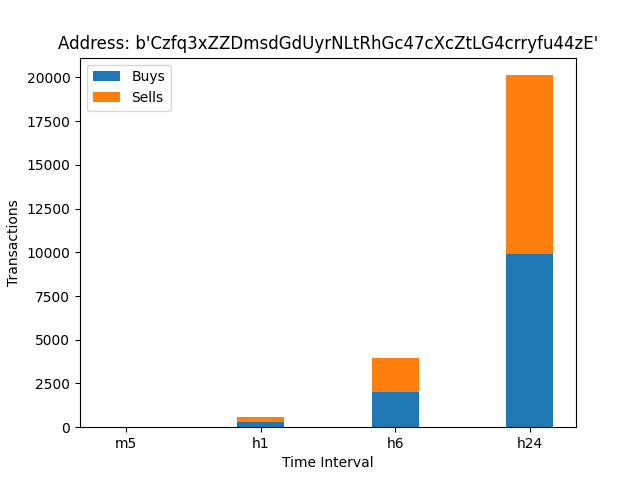 Address: b'Czfq3xZZDmsdGdUyrNLtRhGc47cXcZtLG4crryfu44zE'
Buys
Sells
Transactions
20000
17500
15000
12500
10000
7500
5000
2500
0
m5
h1
h6
h24
Time Interval